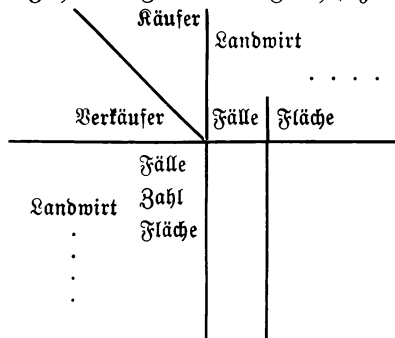 Käufer
Landwirt
. . . .
Verkäufer Fälle Fläche
Fälle
Zahl
Landwirt
Fläche
.
.
.
.